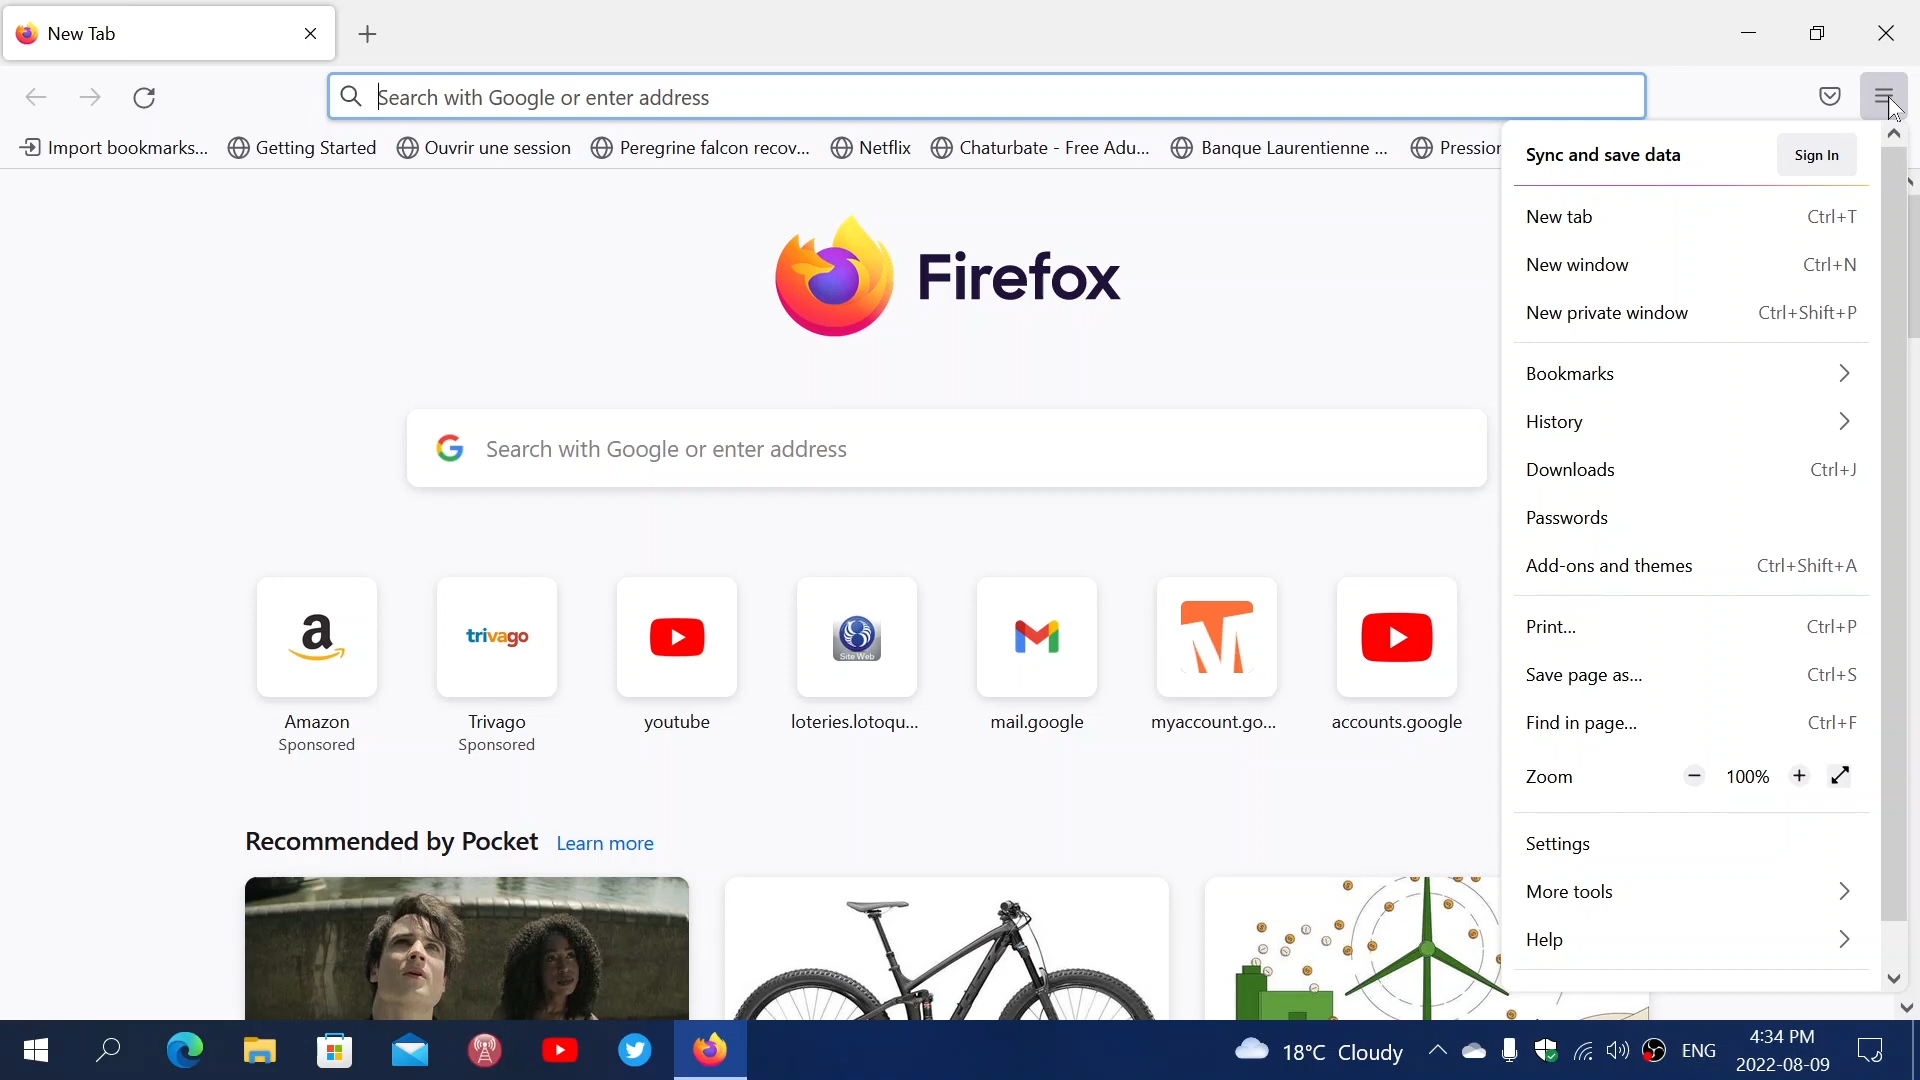 New Tab
Search with Google or enter address
Import bookmarks... Getting Started Ouvrir une session Peregrine falcon recov... Netflix Chaturbate - Free Adu... Banque Laurentienne ... Pression
Sync and save data Sign In
New tab Ctrl+T
New window Ctrl+N
New private window Ctrl+Shift+P
Bookmarks
History
Downloads Ctrl+J
Passwords
Add-ons and themes Ctrl+Shift+A
Print... Ctrl+P
Save page as... Ctrl+S
Find in page... Ctrl+F
Zoom 100%
Settings
More tools
Help
Firefox
Search with Google or enter address
a trivago Site Web
Amazon Trivago youtube loteries.lotoqu... mail.google myaccount.go... accounts.google
Sponsored Sponsored
Recommended by Pocket Learn more
18°C Cloudy ENG 4:34 PM
2022-08-09